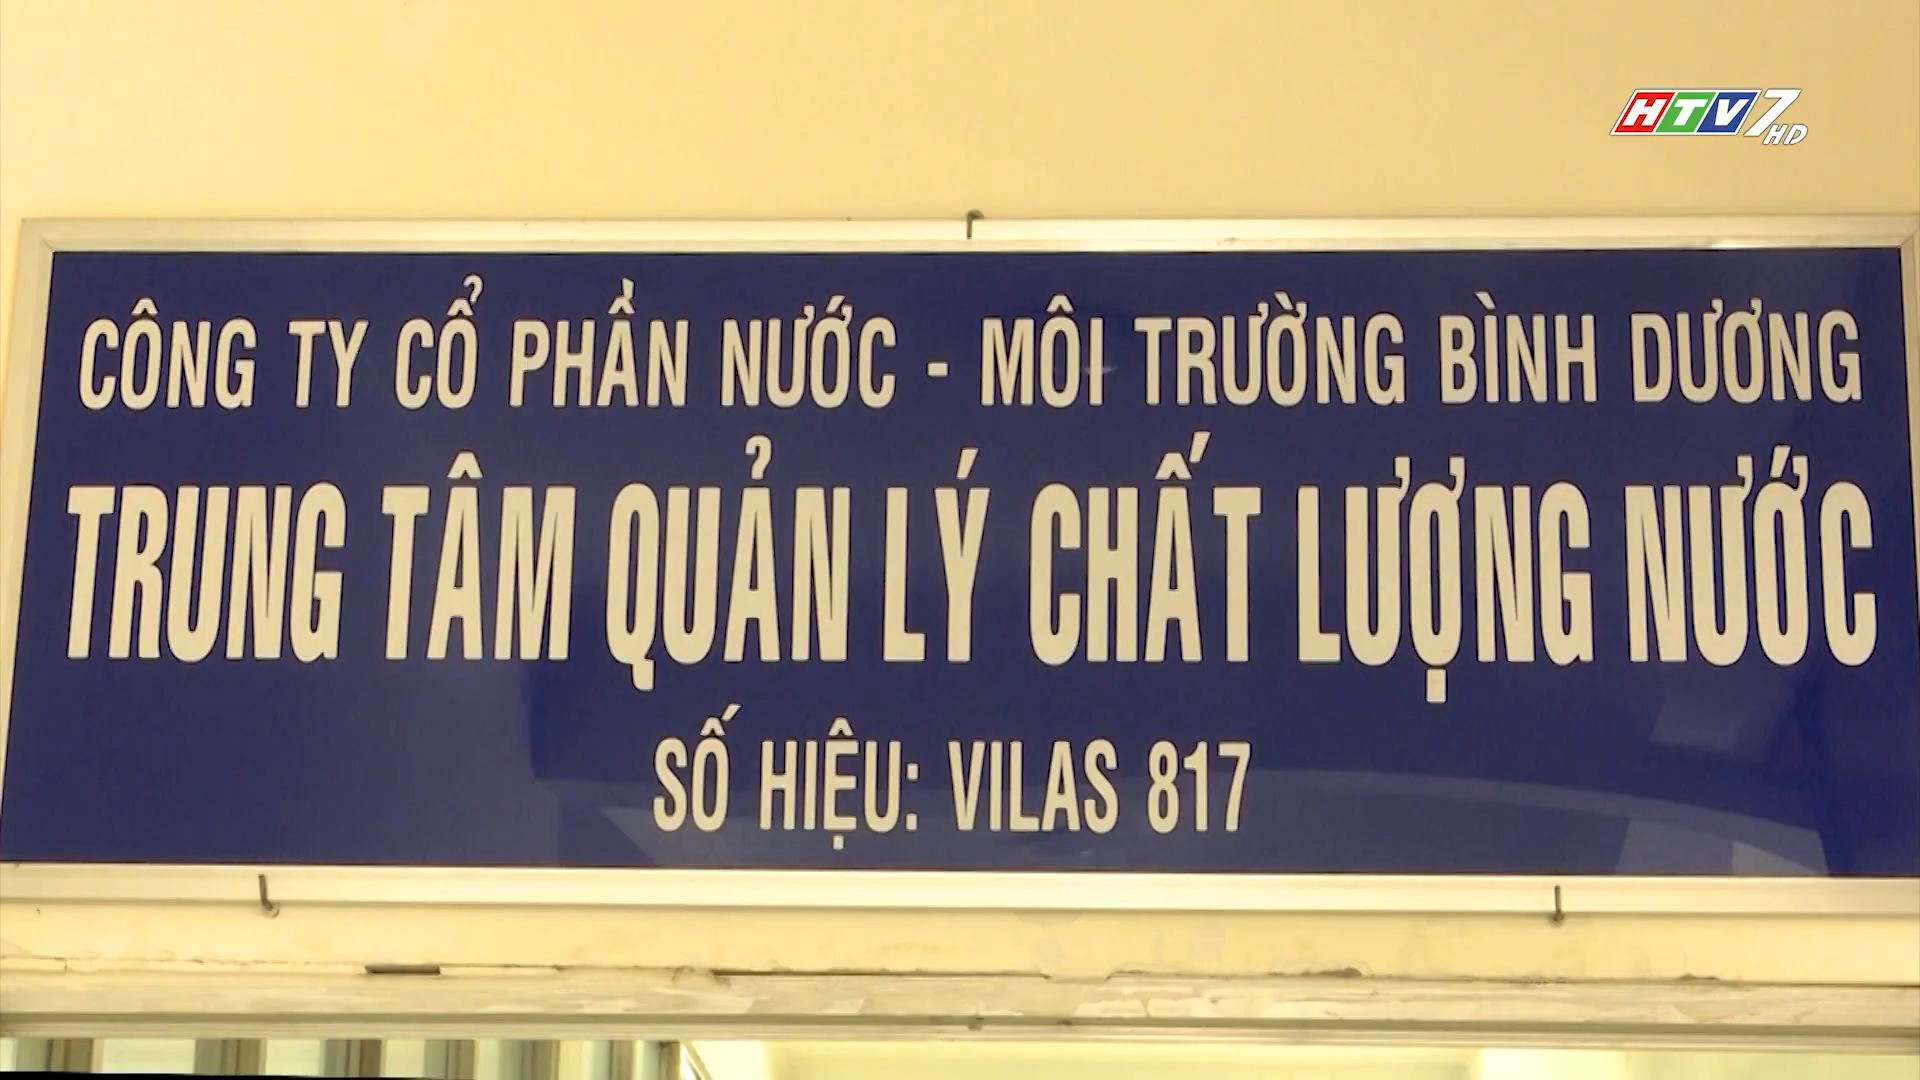 HTV7 HD
CÔNG TY CỔ PHẦN NƯỚC - MÔI TRƯỜNG BÌNH DƯƠNG
TRUNG TÂM QUẢN LÝ CHẤT LƯỢNG NƯỚC
SỐ HIỆU: VILAS 817